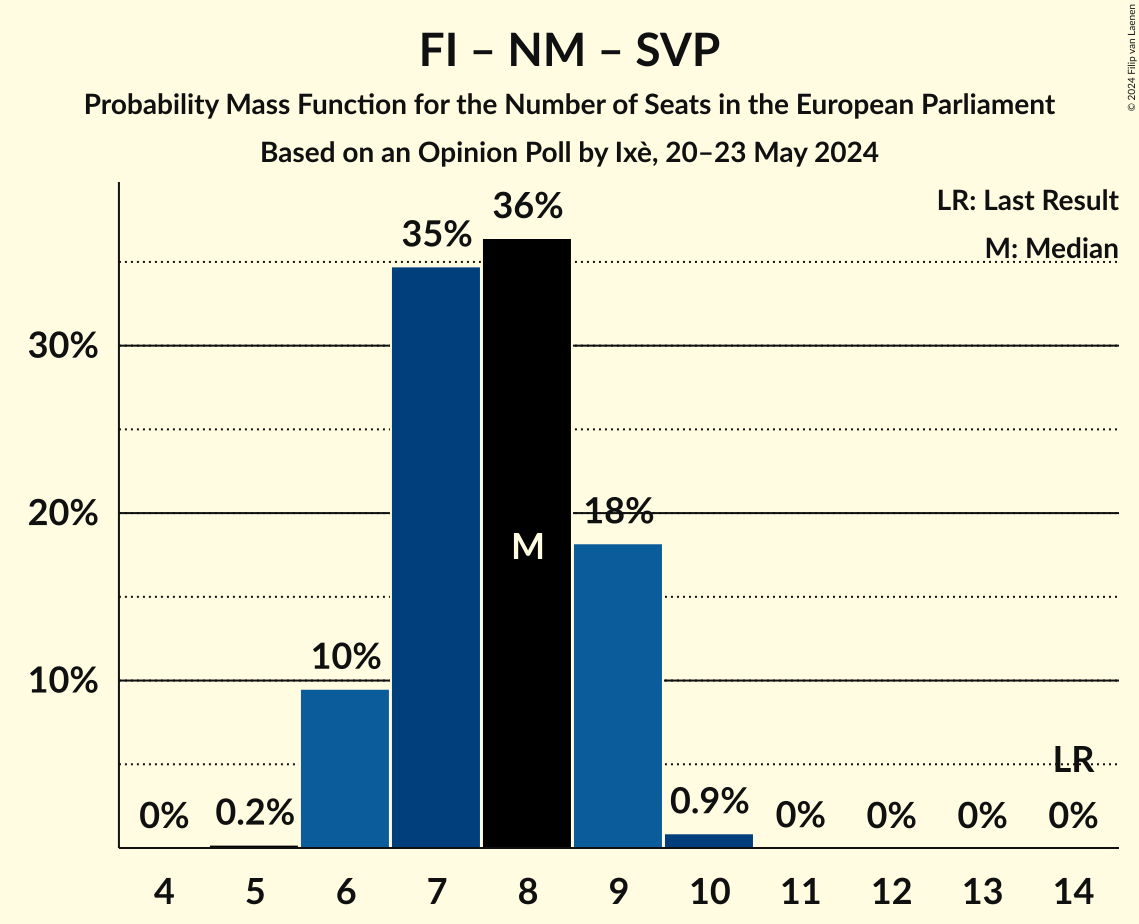 FI – NM – SVP
Probability Mass Function for the Number of Seats in the European Parliament
Based on an Opinion Poll by Ixè, 20–23 May 2024
© 2024 Filip van Laenen
LR: Last Result
M: Median
30%
20%
10%
0%
0.2%
10%
35%
36%
M
18%
0.9%
0%
0%
0%
LR
0%
4 5 6 7 8 9 10 11 12 13 14